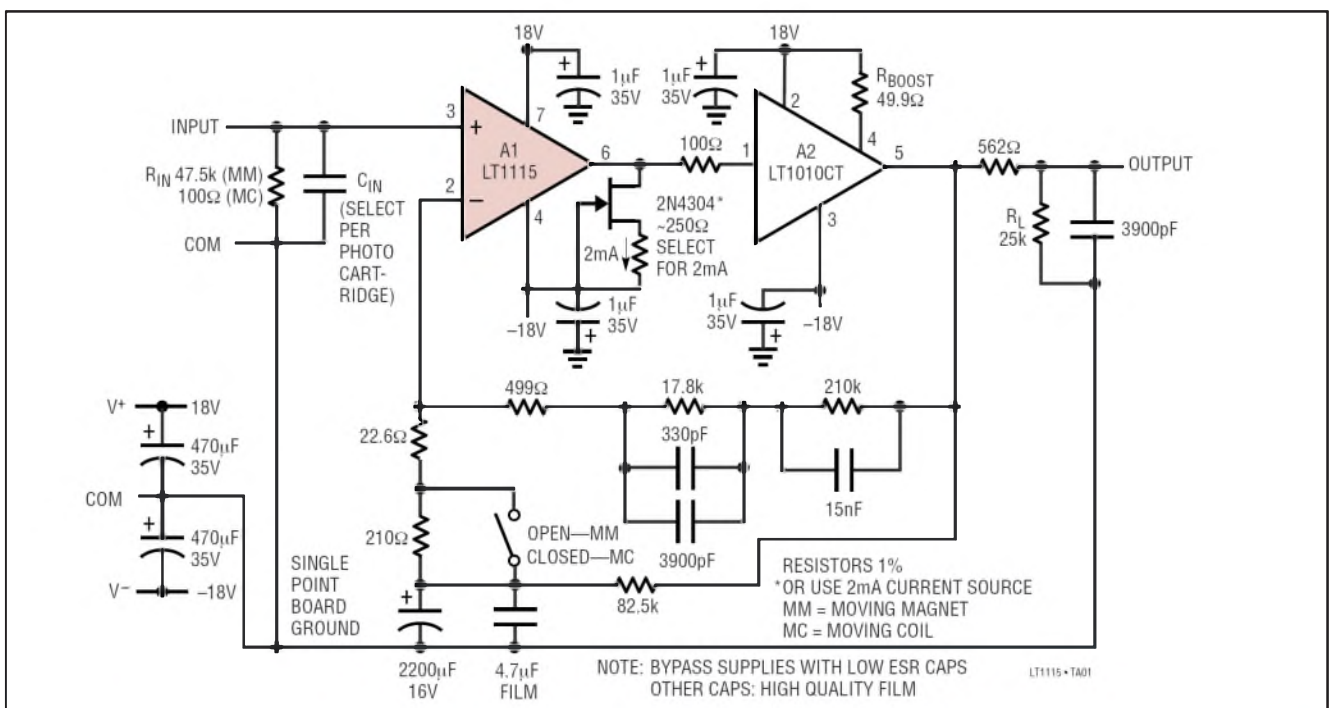 18V
+
1µF
35V
7
INPUT
3
+
A1
LT1115
6
2
−
4
RIN 47.5k (MM)
100Ω (MC)
CIN
(SELECT
PER
PHOTO
CART-
RIDGE)
COM
2N4304*
~250Ω
SELECT
FOR 2mA
2mA
1µF
35V
+
−18V
100Ω
18V
+
1µF
35V
2
RBOOST
49.9Ω
4
1
A2
LT1010CT
5
3
1µF
35V
+
−18V
562Ω
OUTPUT
RL
25k
3900pF
499Ω
17.8k
330pF
3900pF
210k
15nF
22.6Ω
210Ω
OPEN—MM
CLOSED—MC
82.5k
V+
18V
+
470µF
35V
COM
+
470µF
35V
V−
−18V
SINGLE
POINT
BOARD
GROUND
+
2200µF
16V
4.7µF
FILM
RESISTORS 1%
*OR USE 2mA CURRENT SOURCE
MM = MOVING MAGNET
MC = MOVING COIL
NOTE: BYPASS SUPPLIES WITH LOW ESR CAPS
OTHER CAPS: HIGH QUALITY FILM
LT1115 • TA01